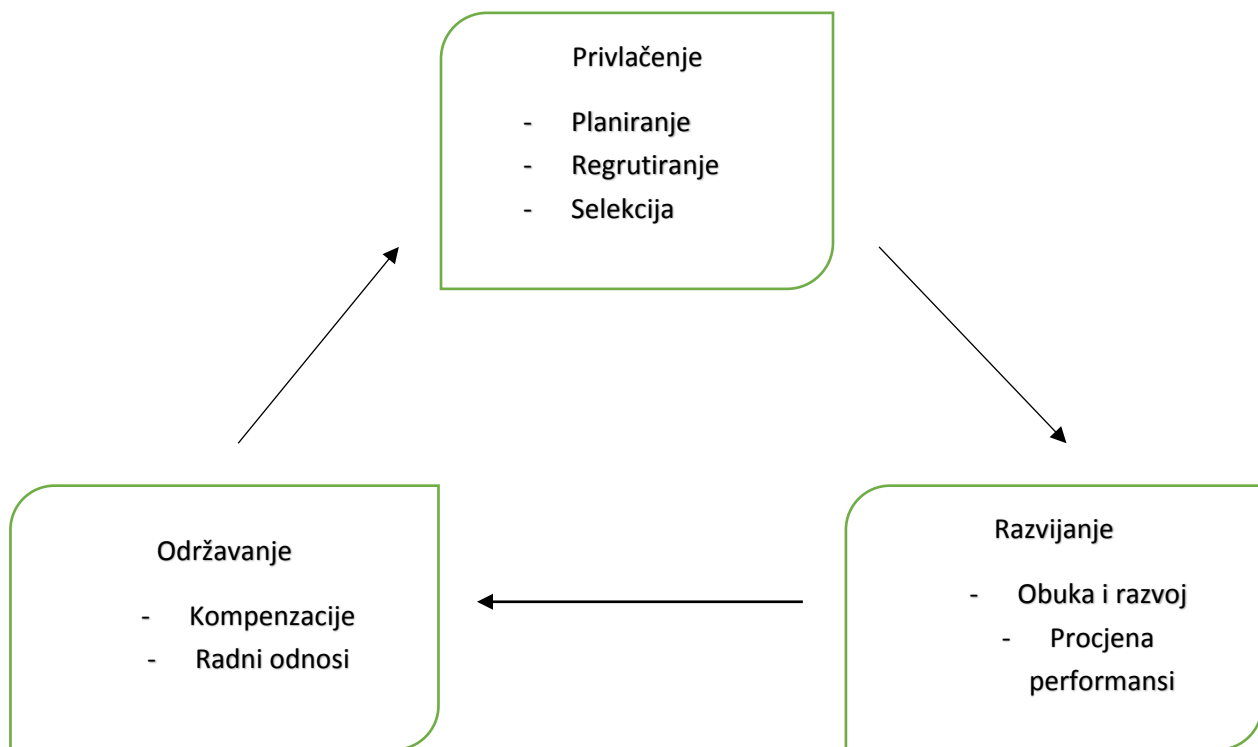 Privlačenje
- Planiranje
- Regrutiranje
- Selekcija
Održavanje
- Kompenzacije
- Radni odnosi
Razvijanje
- Obuka i razvoj
- Procjena
performansi